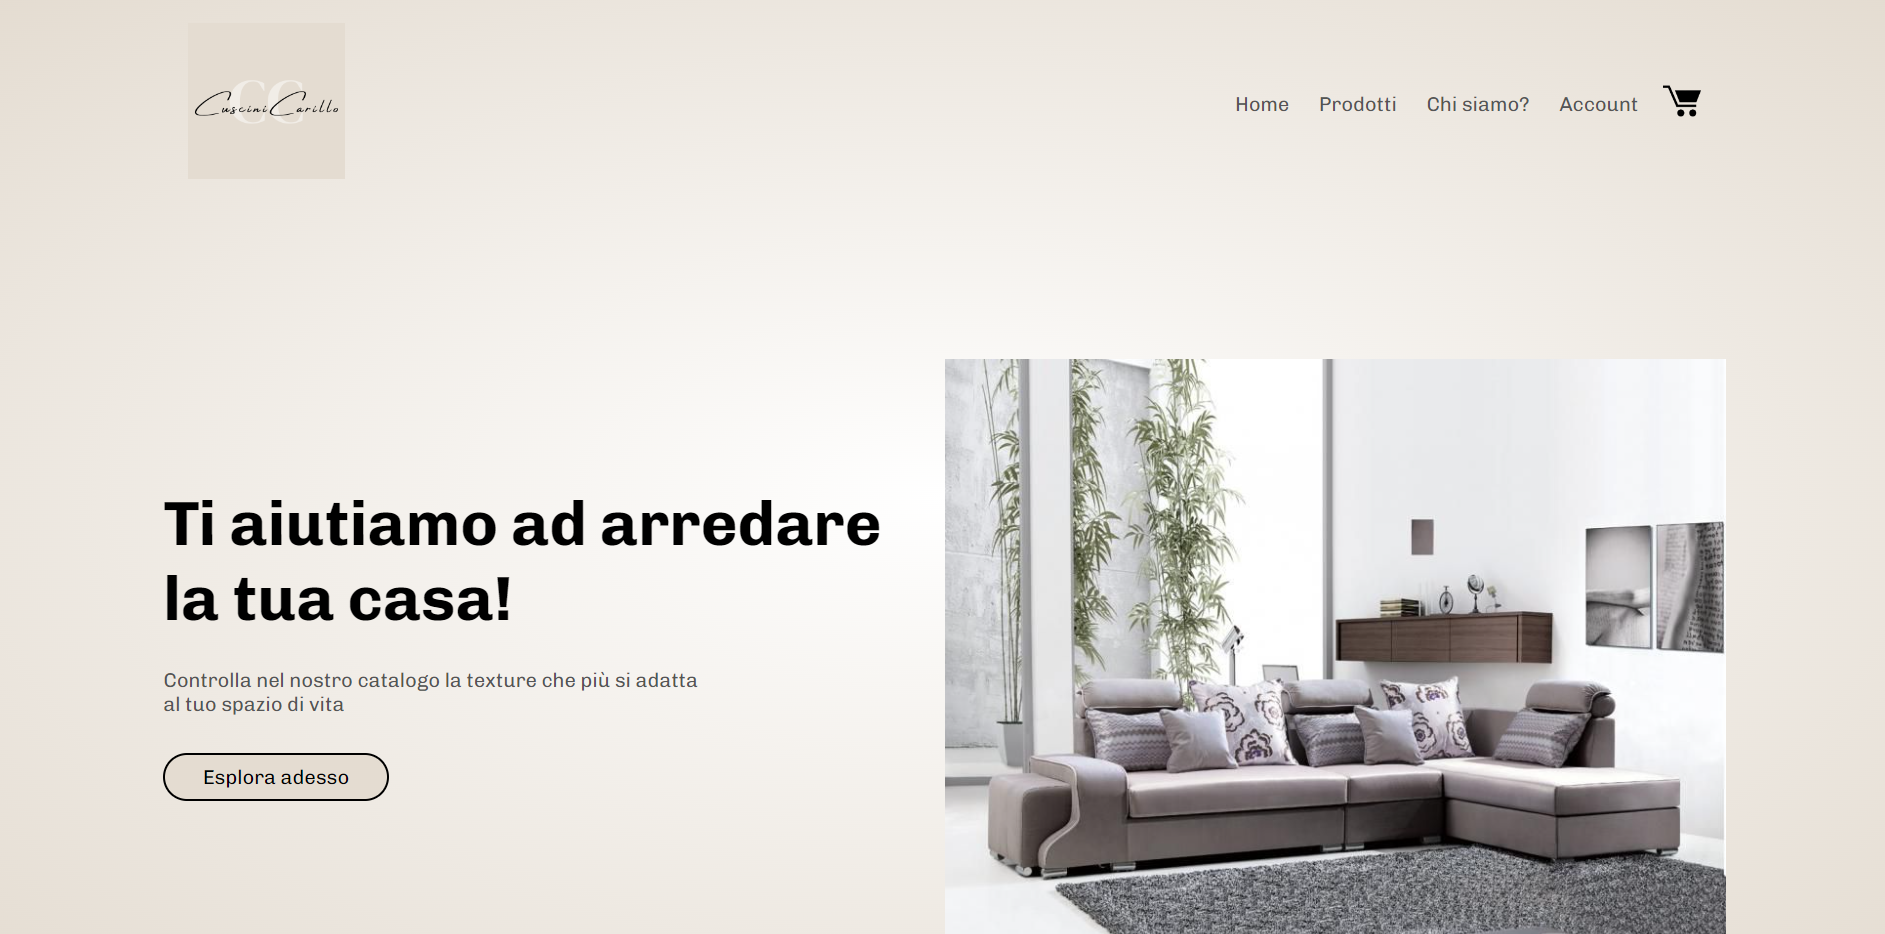 CC
Cuscini Carillo
Home Prodotti Chi siamo? Account
Ti aiutiamo ad arredare
la tua casa!
Controlla nel nostro catalogo la texture che più si adatta
al tuo spazio di vita
Esplora adesso